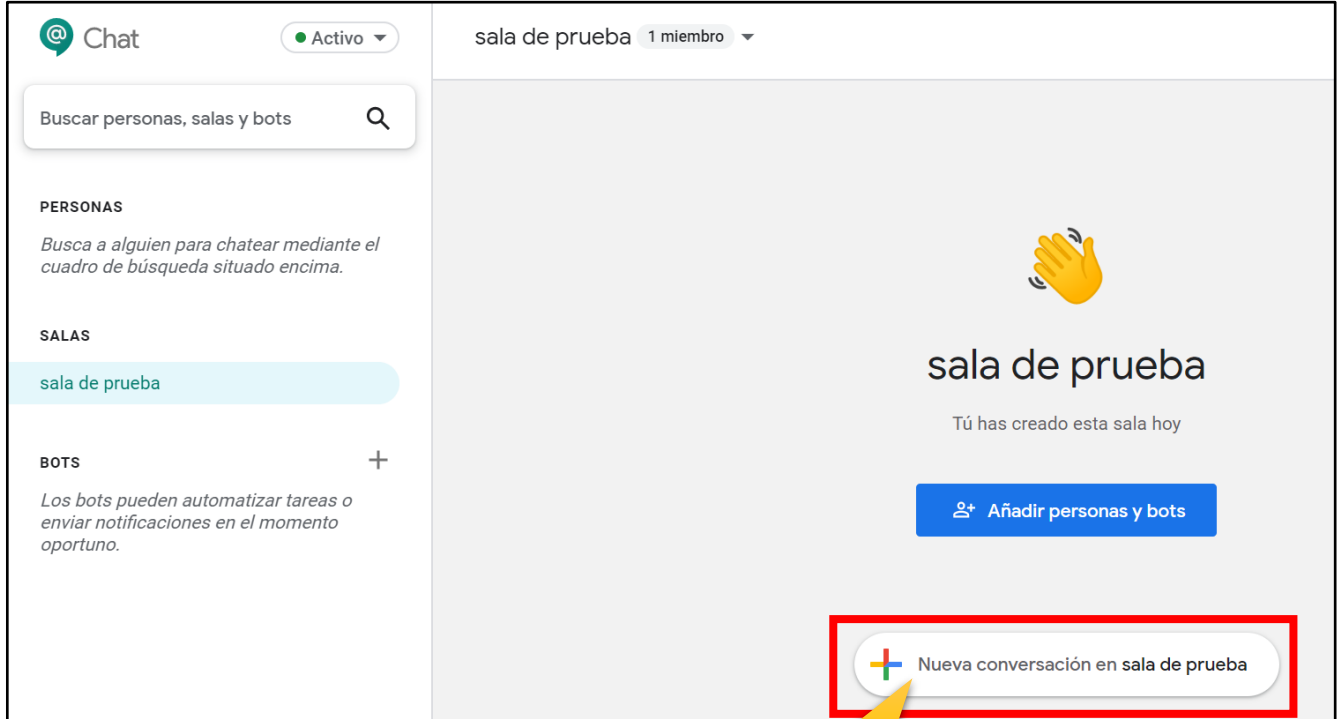 Chat
Activo
Buscar personas, salas y bots
PERSONAS
Busca a alguien para chatear mediante el
cuadro de búsqueda situado encima.
SALAS
sala de prueba
BOTS
Los bots pueden automatizar tareas o
enviar notificaciones en el momento
oportuno.
sala de prueba 1 miembro
sala de prueba
Tú has creado esta sala hoy
Añadir personas y bots
Nueva conversación en sala de prueba